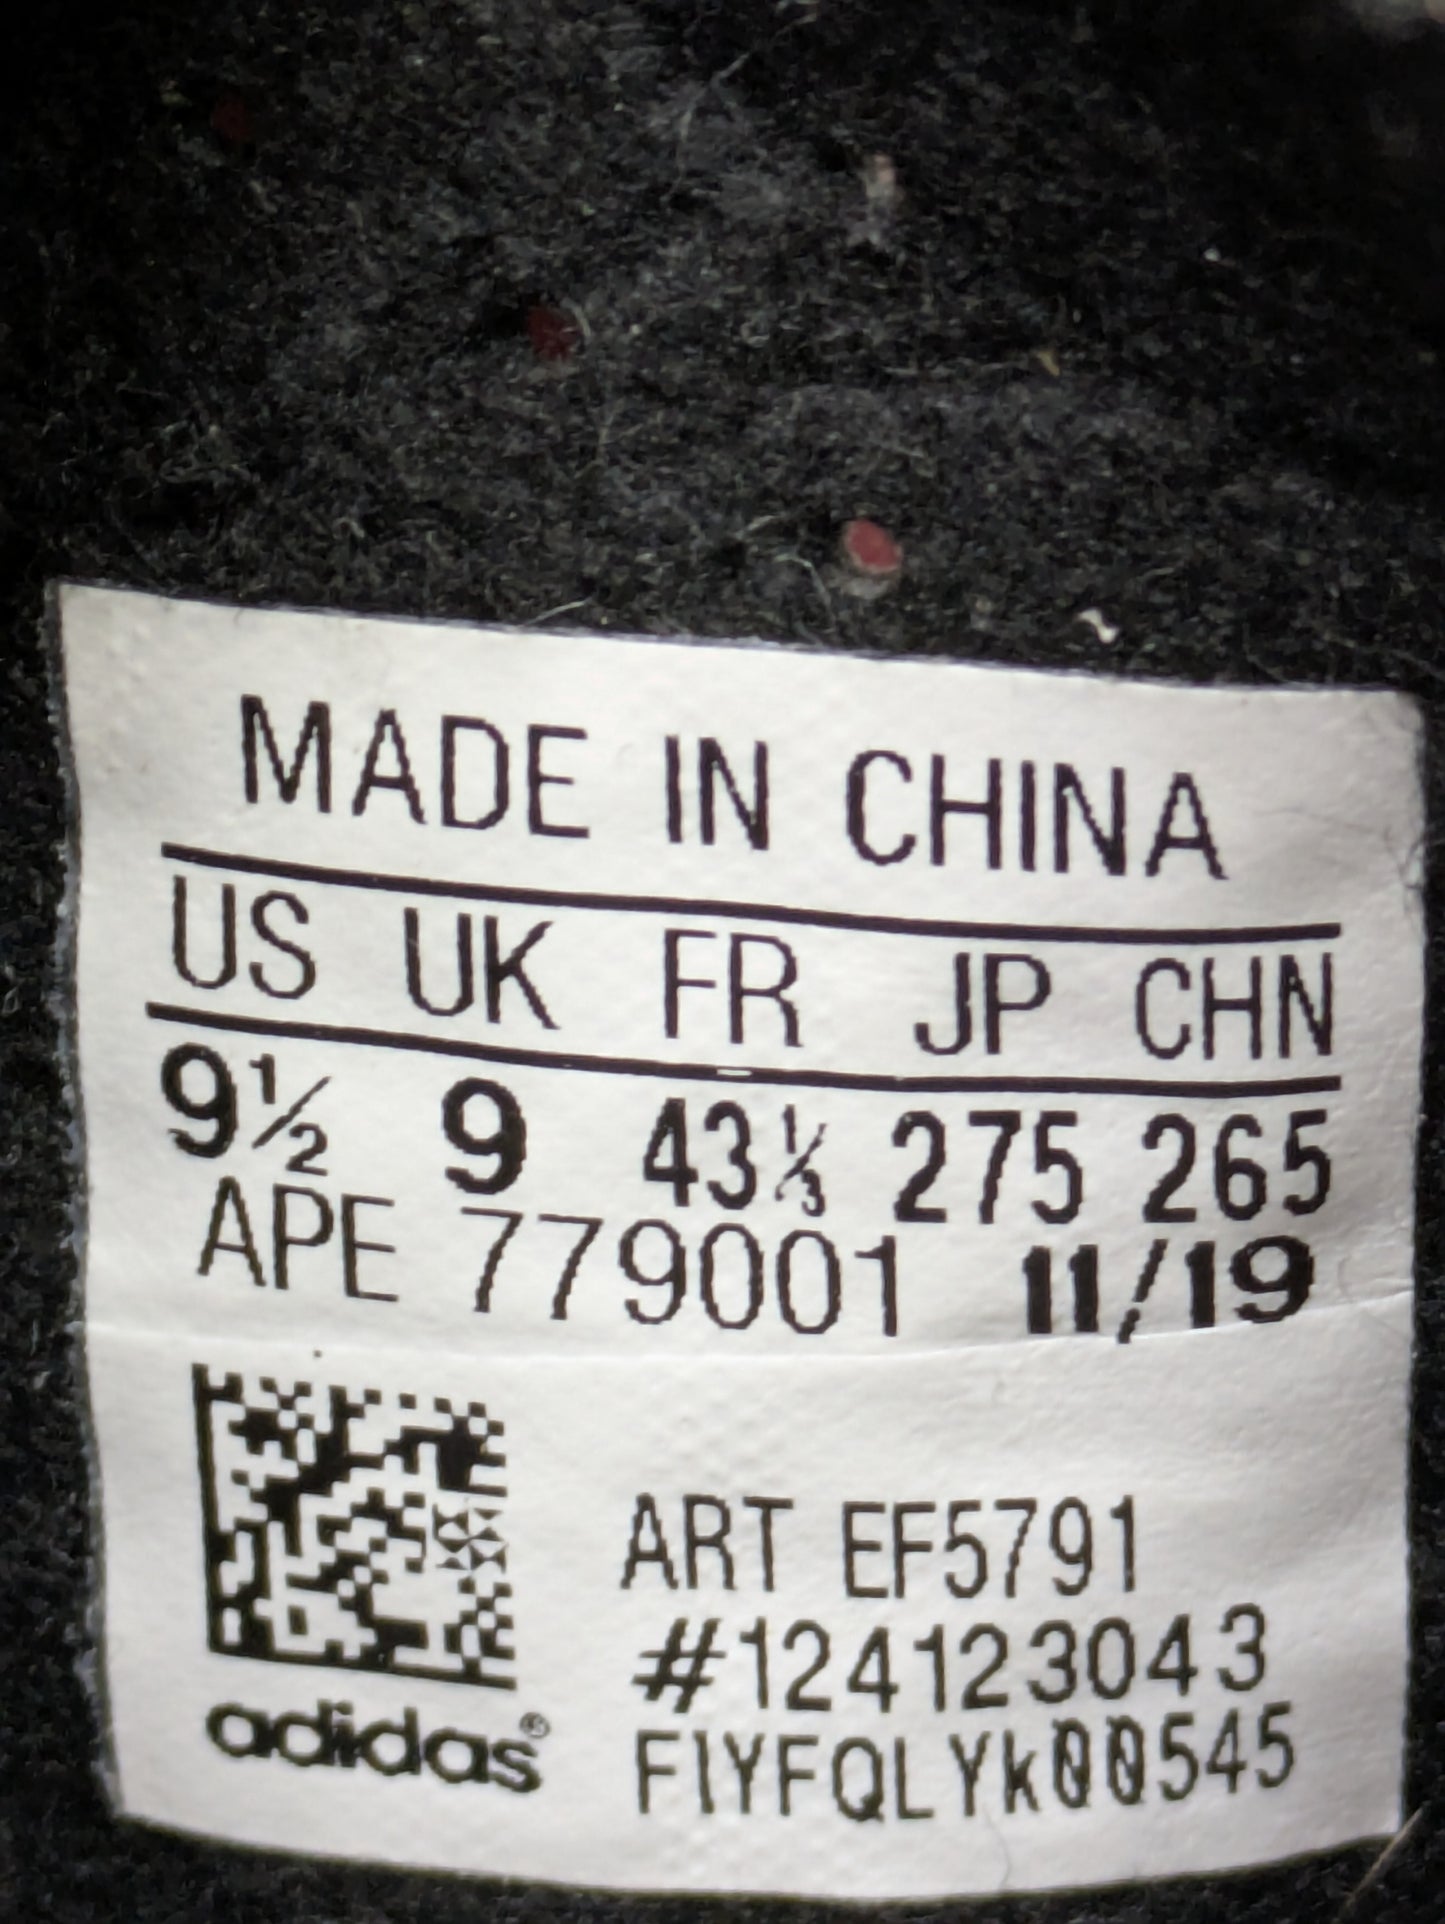 MADE IN CHINA
US UK FR JP CHN
9½ 9 43⅓ 275 265
APE 779001 11/19
ART EF5791
#124123043
FIYFQLYk00545
adidas®